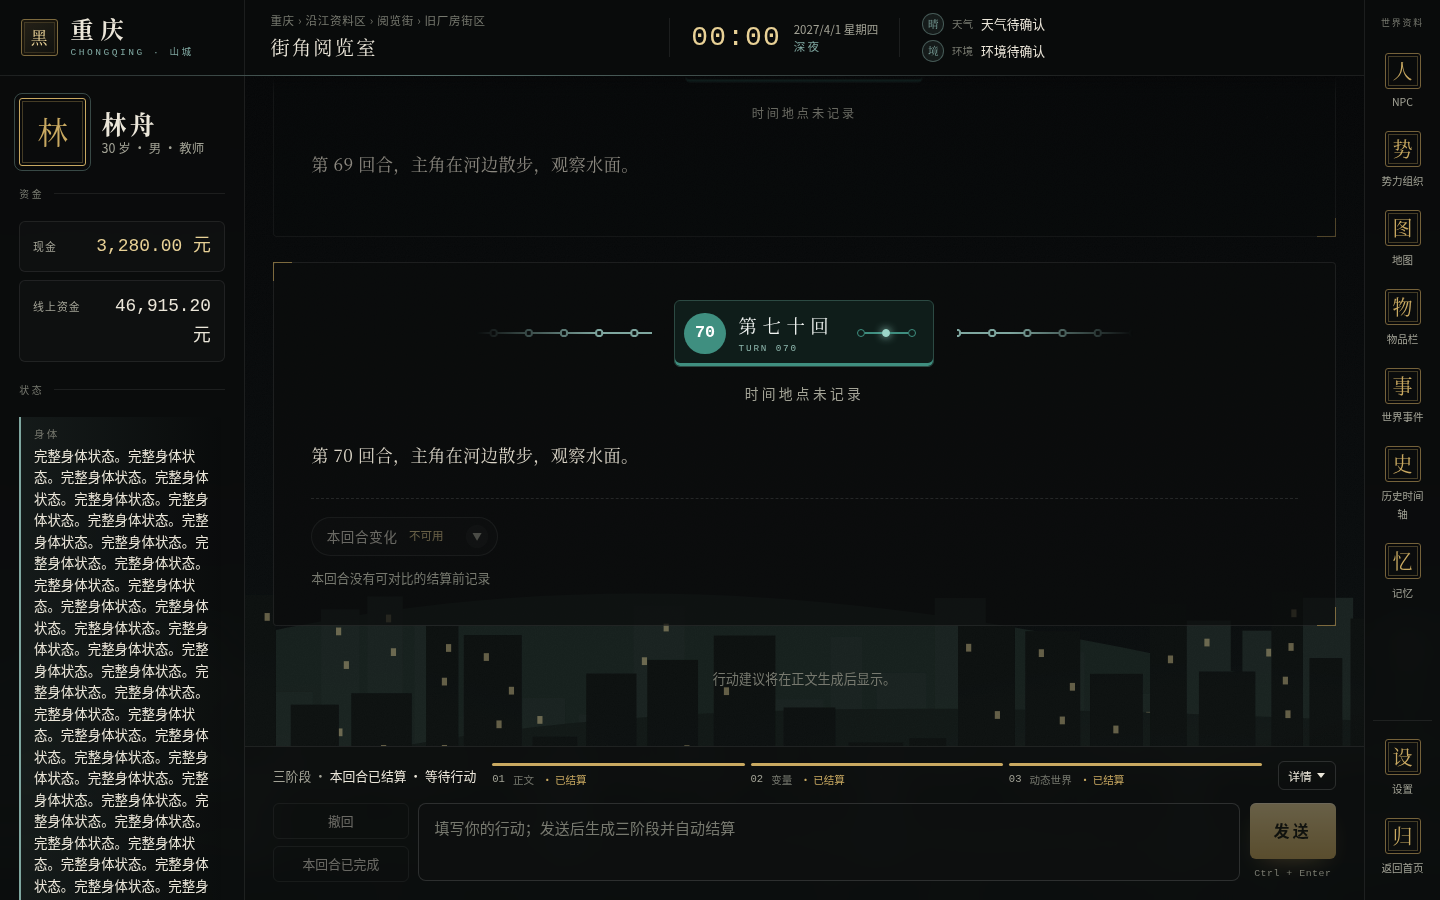 黑
重庆
CHONGQING · 山城
重庆 › 沿江资料区 › 阅览街 › 旧厂房街区
街角阅览室
00:00
2027/4/1 星期四
深夜
晴 天气 天气待确认
境 环境 环境待确认
林
林舟
30 岁 • 男 • 教师
资金
现金 3,280.00 元
线上资金 46,915.20
元
状态
身体
完整身体状态。完整身体状
态。完整身体状态。完整身体
状态。完整身体状态。完整身
体状态。完整身体状态。完整
身体状态。完整身体状态。完
整身体状态。完整身体状态。
完整身体状态。完整身体状
态。完整身体状态。完整身体
状态。完整身体状态。完整身
体状态。完整身体状态。完整
身体状态。完整身体状态。完
整身体状态。完整身体状态。
完整身体状态。完整身体状
态。完整身体状态。完整身体
状态。完整身体状态。完整身
体状态。完整身体状态。完整
身体状态。完整身体状态。完
整身体状态。完整身体状态。
完整身体状态。完整身体状
态。完整身体状态。完整身体
状态。完整身体状态。完整身
时间地点未记录
第 69 回合，主角在河边散步，观察水面。
70 第七十回
TURN 070
时间地点未记录
第 70 回合，主角在河边散步，观察水面。
本回合变化 不可用 ▼
本回合没有可对比的结算前记录
行动建议将在正文生成后显示。
三阶段 • 本回合已结算 • 等待行动
01 正文 • 已结算
02 变量 • 已结算
03 动态世界 • 已结算
详情
撤回
本回合已完成
填写你的行动；发送后生成三阶段并自动结算
发送
Ctrl + Enter
世界资料
人
NPC
势
势力组织
图
地图
物
物品栏
事
世界事件
史
历史时间
轴
忆
记忆
设
设置
归
返回首页